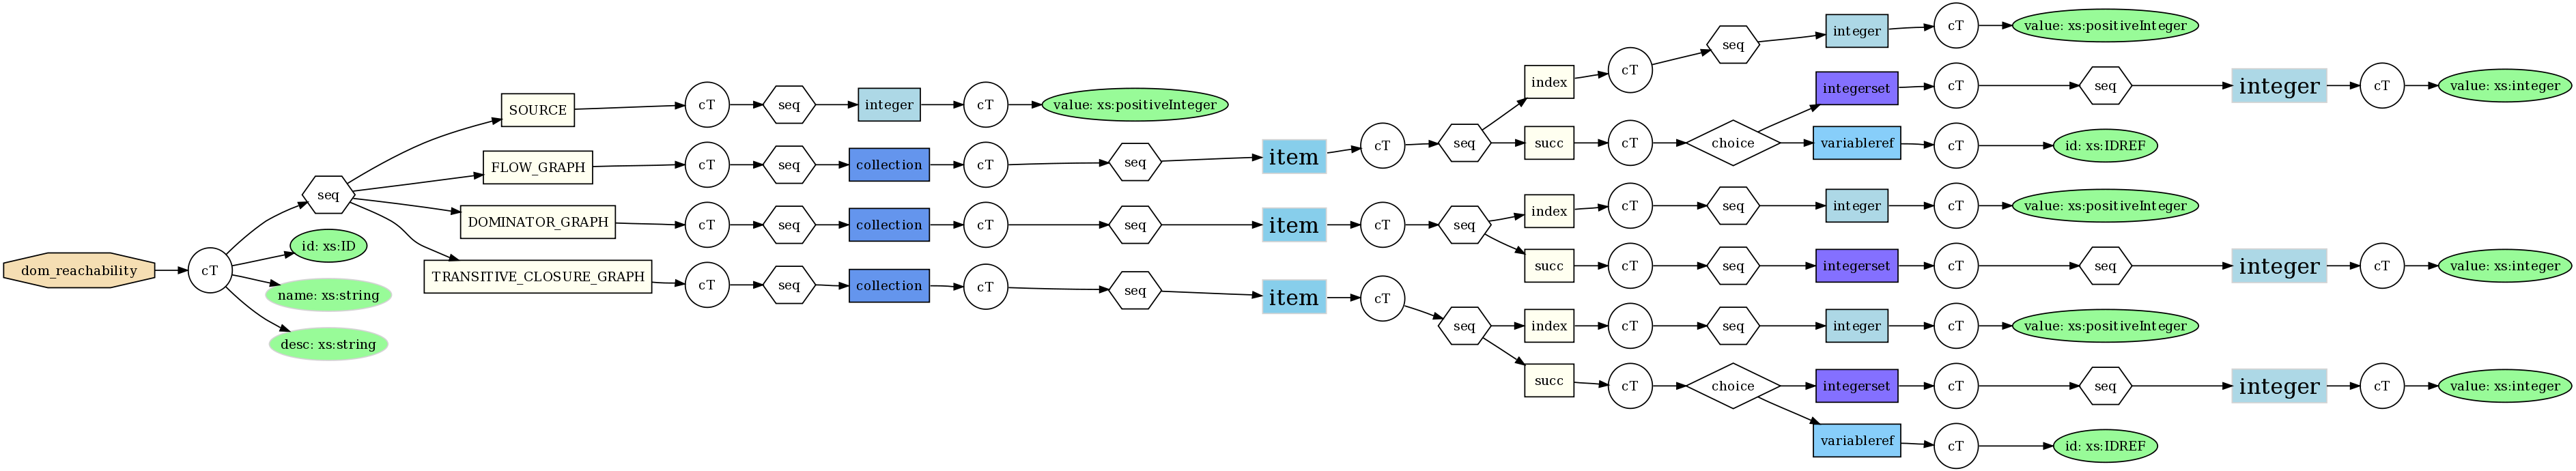 dom_reachability
cT
seq
id: xs:ID
name: xs:string
desc: xs:string
SOURCE
cT
seq
integer
cT
value: xs:positiveInteger
FLOW_GRAPH
cT
seq
collection
cT
seq
item
cT
seq
index
cT
seq
integer
cT
value: xs:positiveInteger
succ
cT
choice
integerset
cT
seq
integer
cT
value: xs:integer
variableref
cT
id: xs:IDREF
DOMINATOR_GRAPH
cT
seq
collection
cT
seq
item
cT
seq
index
cT
seq
integer
cT
value: xs:positiveInteger
succ
cT
seq
integerset
cT
seq
integer
cT
value: xs:integer
TRANSITIVE_CLOSURE_GRAPH
cT
seq
collection
cT
seq
item
cT
seq
index
cT
seq
integer
cT
value: xs:positiveInteger
succ
cT
choice
integerset
cT
seq
integer
cT
value: xs:integer
variableref
cT
id: xs:IDREF